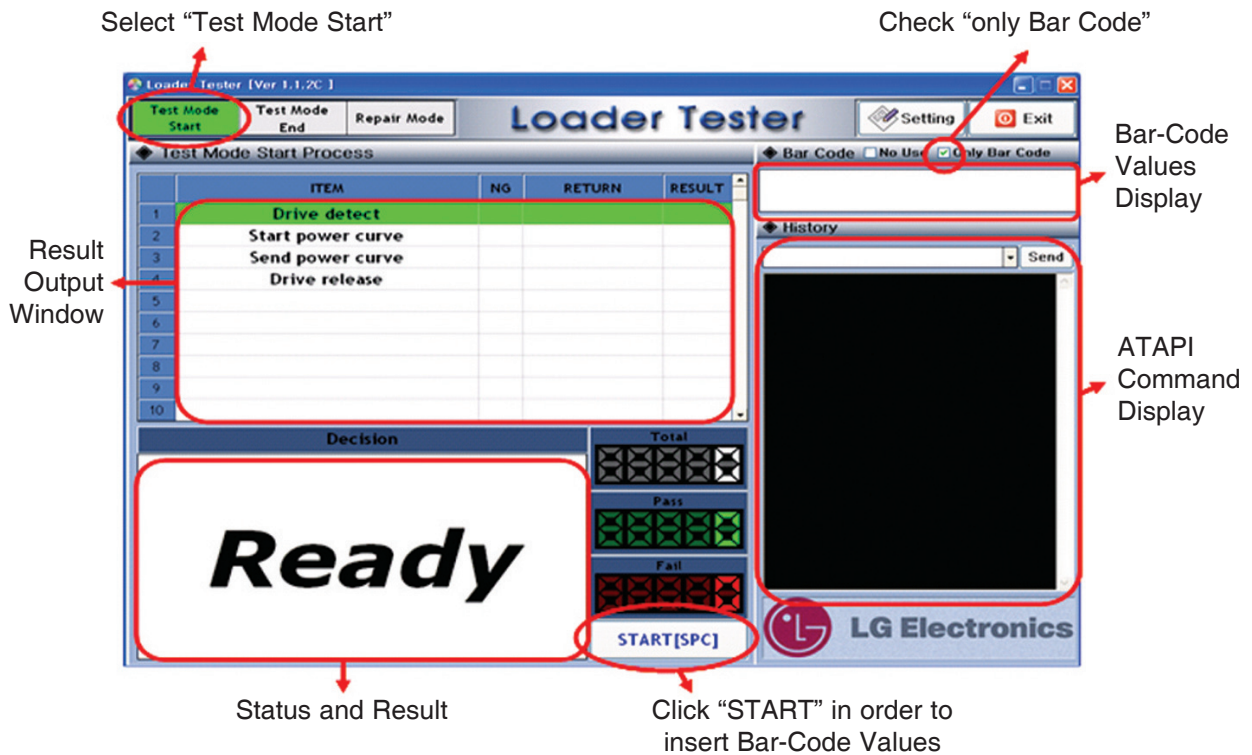 Select “Test Mode Start”
Check “only Bar Code”
Loader Tester [Ver 1.1.2C ]
Test Mode
Start
Test Mode
End
Repair Mode
Loader Tester
Setting
Exit
Test Mode Start Process
ITEM NG RETURN RESULT
1 Drive detect
2 Start power curve
3 Send power curve
4 Drive release
5
6
7
8
9
10
Bar Code No Use Only Bar Code
History
Send
Bar-Code
Values
Display
Result
Output
Window
ATAPI
Command
Display
Decision
Ready
Total
Pass
Fail
START[SPC]
LG Electronics
Status and Result
Click “START” in order to
insert Bar-Code Values